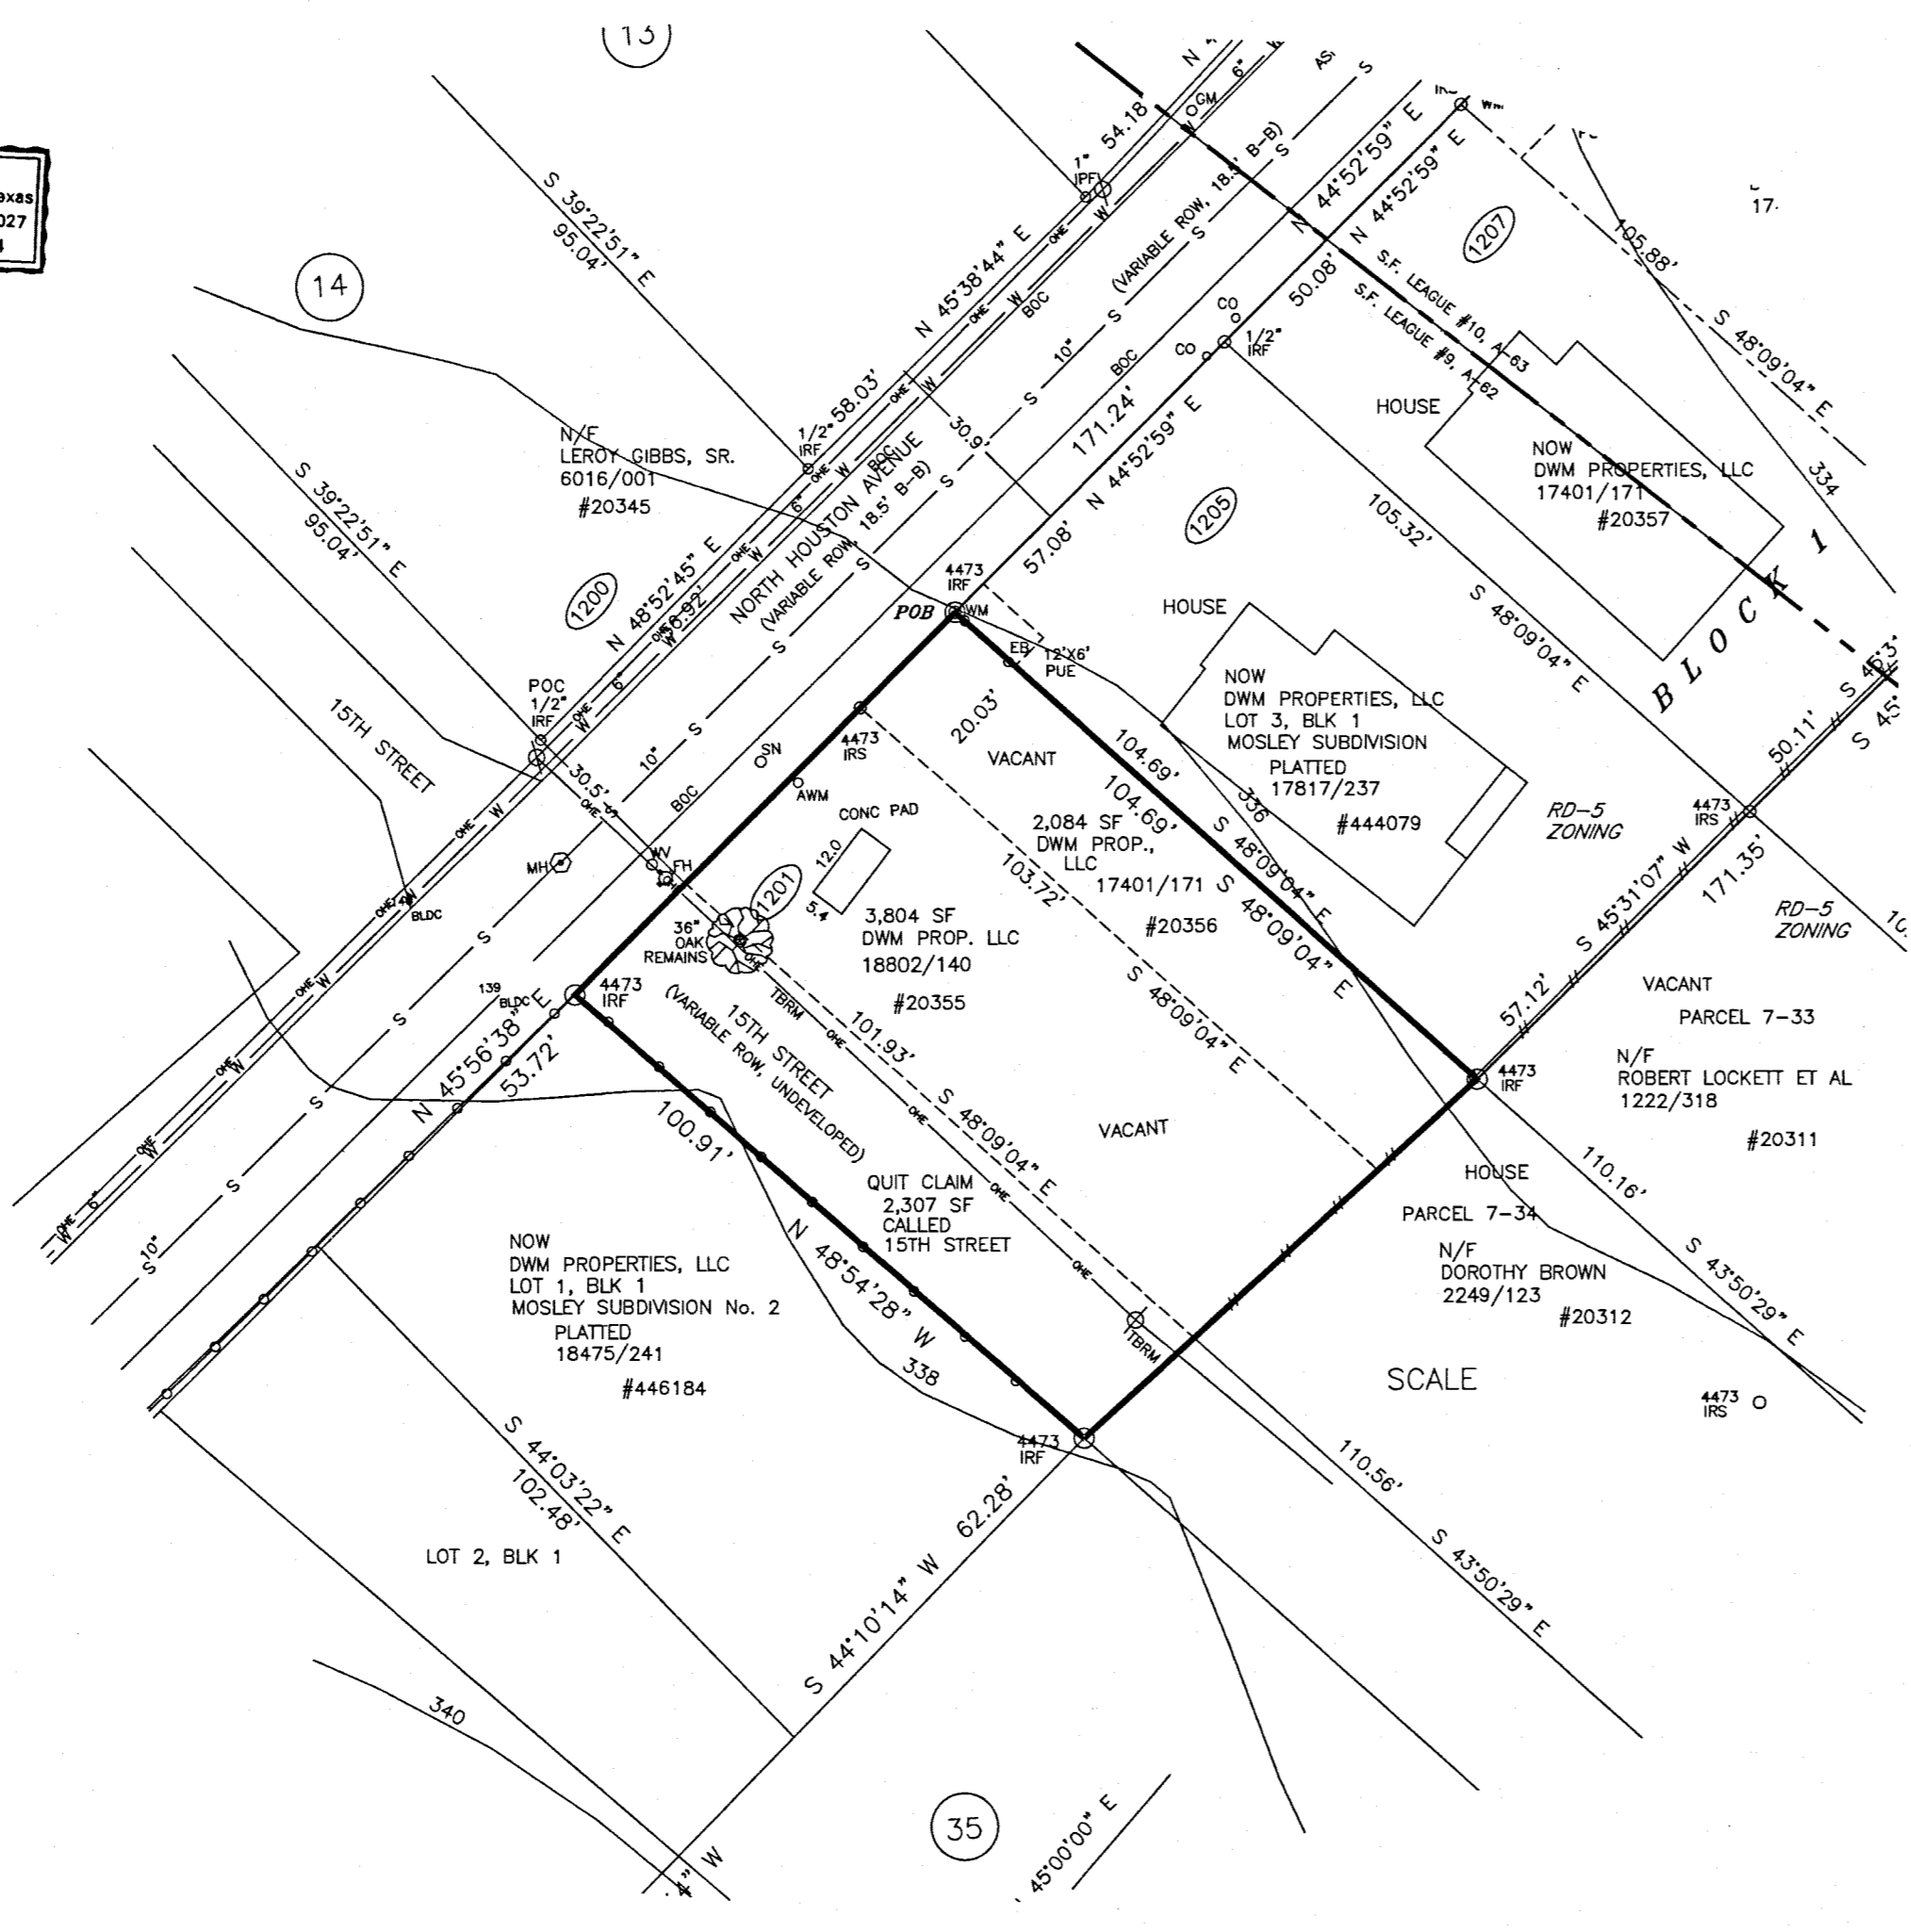 13
exas
027
14
S 39°22'51" E
95.04'
S 39°22'51" E
95.04'
N/F
LEROY GIBBS, SR.
6016/001
#20345
1200
15TH STREET
POC
1/2"
IRF
1/2"
IRF
58.03'
N 45°38'44" E
1"
IPF
54.18
GM
6"
N 48°52'45" E
NORTH HOUSTON AVENUE
(VARIABLE ROW, 18.5' B-B)
(VARIABLE ROW, 18.5' B-B)
BOC
BOC
BOC
BOC
10"
10"
10"
6"
6"
6"
30.9'
30.5'
171.24'
N 44°52'59" E
44°52'59" E
N 44°52'59" E
50.08'
57.08'
CO
CO
1/2"
IRF
1207
1205
105.88'
S 48°09'04" E
17.
S.F. LEAGUE #10, A-63
S.F. LEAGUE #9, A-62
HOUSE
NOW
DWM PROPERTIES, LLC
17401/171
#20357
334
BLOCK 1
105.32'
S 48°09'04" E
4473
IRF
POB
WM
EB
12'X6'
PUE
HOUSE
NOW
DWM PROPERTIES, LLC
LOT 3, BLK 1
MOSLEY SUBDIVISION
PLATTED
17817/237
#444079
336
RD-5
ZONING
4473
IRS
50.11'
171.35'
S 45°31'07" W
57.12'
RD-5
ZONING
VACANT
PARCEL 7-33
N/F
ROBERT LOCKETT ET AL
1222/318
#20311
4473
IRS
SN
AWM
20.03'
VACANT
104.69'
S 48°09'04" E
104.69'
S 48°09'04" E
2,084 SF
DWM PROP.,
LLC
17401/171
#20356
103.72'
S 48°09'04" E
CONC PAD
12.0
5.4
1201
3,804 SF
DWM PROP. LLC
18802/140
#20355
WV
FH
MH
36"
OAK
REMAINS
TBRM
BLDC
139
BLDC
4473
IRF
N 45°56'38" E
53.72'
15TH STREET
(VARIABLE ROW, UNDEVELOPED)
101.93'
S 48°09'04" E
VACANT
QUIT CLAIM
2,307 SF
CALLED
15TH STREET
100.91'
N 48°54'28" W
338
TBRM
4473
IRF
4473
IRF
HOUSE
PARCEL 7-34
N/F
DOROTHY BROWN
2249/123
#20312
110.16'
S 43°50'29" E
SCALE
4473
IRS
110.56'
S 43°50'29" E
NOW
DWM PROPERTIES, LLC
LOT 1, BLK 1
MOSLEY SUBDIVISION No. 2
PLATTED
18475/241
#446184
S 44°03'22" E
102.48'
LOT 2, BLK 1
62.28'
S 44°10'14" W
340
35
45°00'00" E